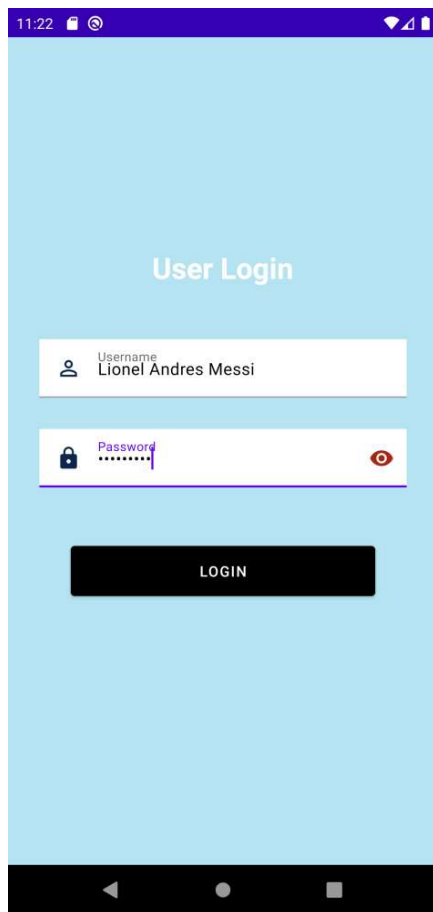 11:22
User Login
Username
Lionel Andres Messi
Password
•••••••••
LOGIN